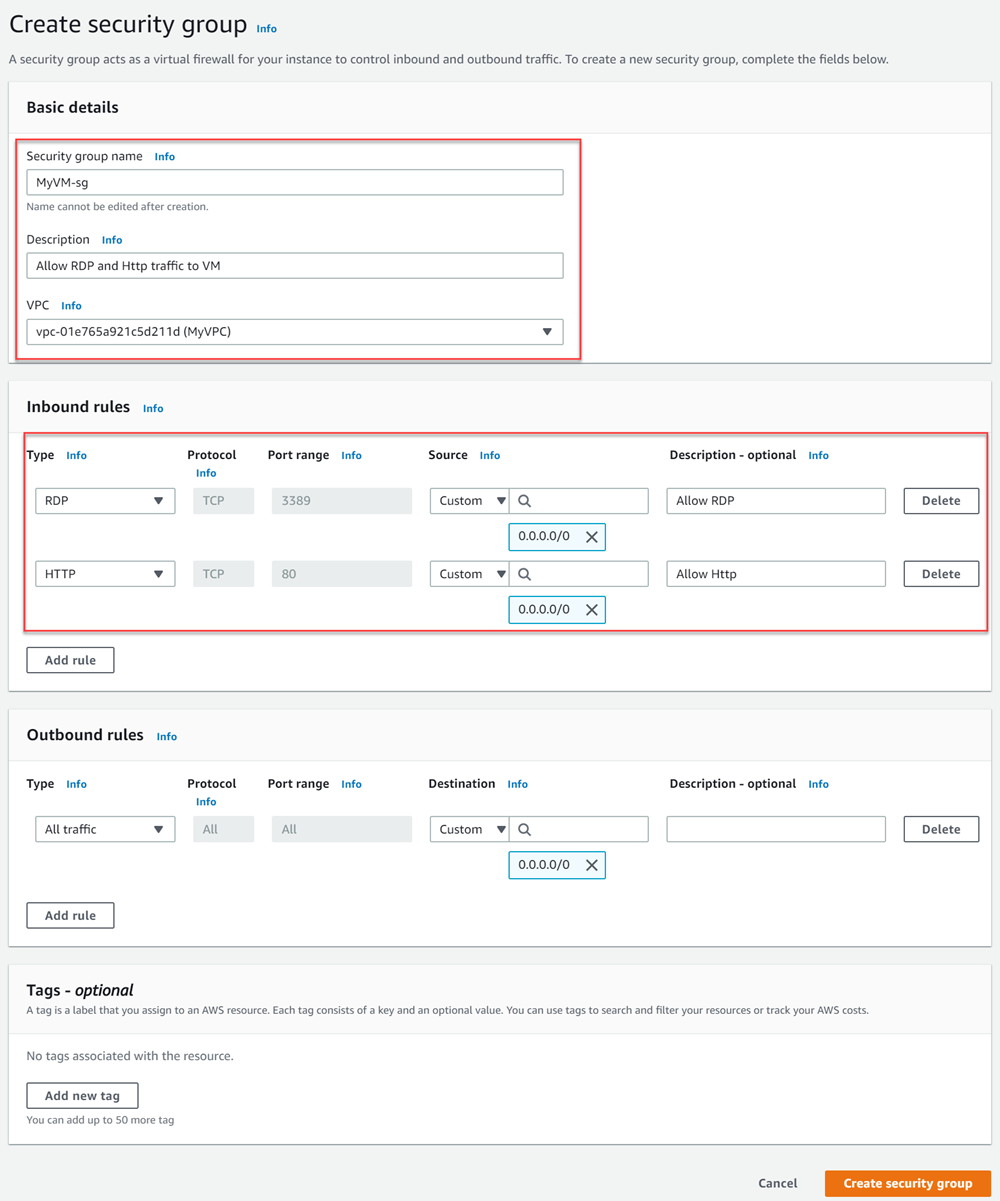 Create security group Info
A security group acts as a virtual firewall for your instance to control inbound and outbound traffic. To create a new security group, complete the fields below.
Basic details
Security group name Info
MyVM-sg
Name cannot be edited after creation.
Description Info
Allow RDP and Http traffic to VM
VPC Info
vpc-01e765a921c5d211d (MyVPC)
Inbound rules Info
Type Info Protocol Info Port range Info Source Info Description - optional Info
RDP TCP 3389 Custom Allow RDP Delete
0.0.0.0/0
HTTP TCP 80 Custom Allow Http Delete
0.0.0.0/0
Add rule
Outbound rules Info
Type Info Protocol Info Port range Info Destination Info Description - optional Info
All traffic All All Custom Delete
0.0.0.0/0
Add rule
Tags - optional
A tag is a label that you assign to an AWS resource. Each tag consists of a key and an optional value. You can use tags to search and filter your resources or track your AWS costs.
No tags associated with the resource.
Add new tag
You can add up to 50 more tag
Cancel Create security group